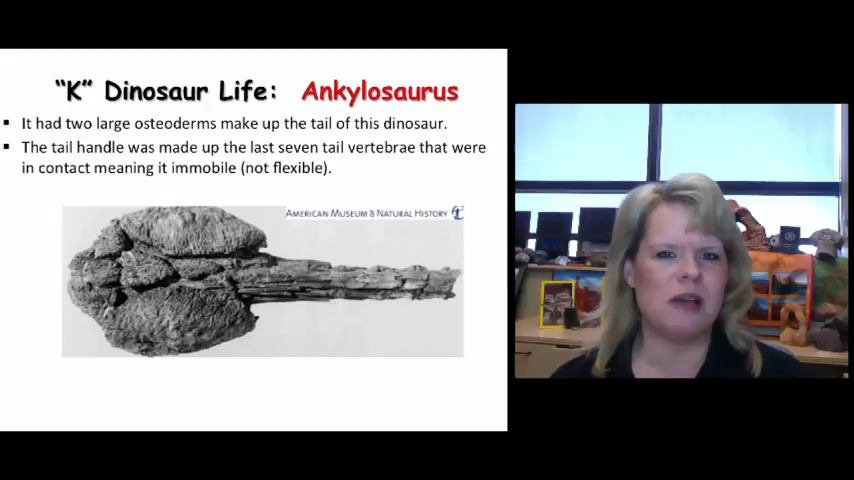 “K” Dinosaur Life: Ankylosaurus
▪ It had two large osteoderms make up the tail of this dinosaur.
▪ The tail handle was made up the last seven tail vertebrae that were
in contact meaning it immobile (not flexible).
AMERICAN MUSEUM & NATURAL HISTORY